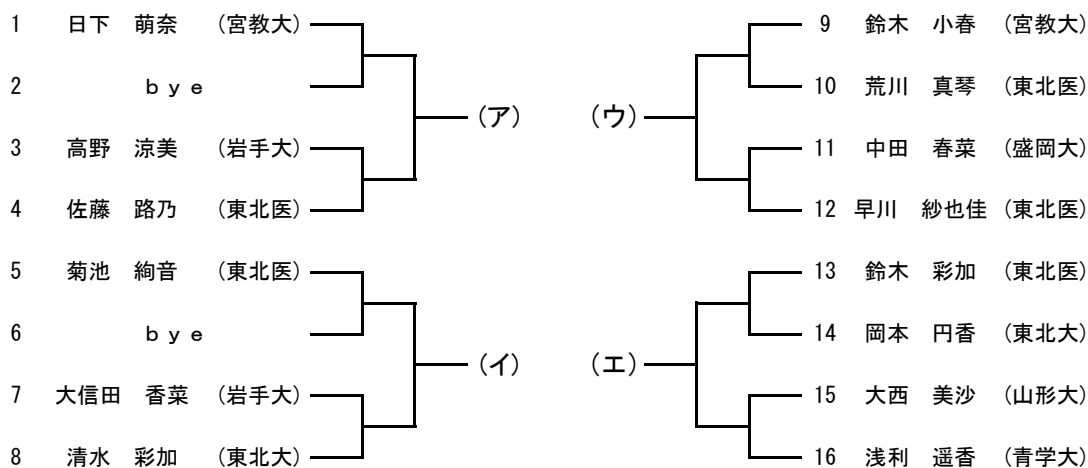 1 日下 萌奈 (宮教大)
2 bye
3 高野 涼美 (岩手大)
4 佐藤 路乃 (東北医)
(ア)
5 菊池 絢音 (東北医)
6 bye
7 大信田 香菜 (岩手大)
8 清水 彩加 (東北大)
(イ)
9 鈴木 小春 (宮教大)
10 荒川 真琴 (東北医)
11 中田 春菜 (盛岡大)
12 早川 紗也佳 (東北医)
(ウ)
13 鈴木 彩加 (東北医)
14 岡本 円香 (東北大)
15 大西 美沙 (山形大)
16 浅利 遥香 (青学大)
(エ)